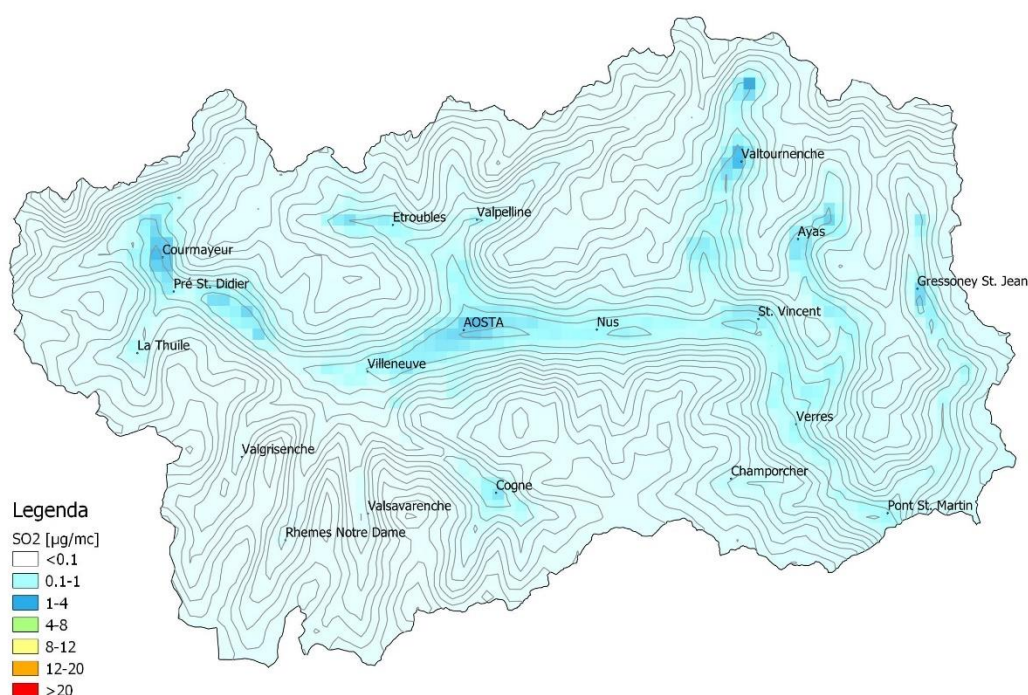 Valtournenche
Etroubles
Valpelline
Ayas
Courmayeur
Gressoney St. Jean
Pré St. Didier
AOSTA
Nus
St. Vincent
La Thuile
Villeneuve
Verres
Valgrisenche
Champorcher
Cogne
Valsavarenche
Pont St. Martin
Rhemes Notre Dame
Legenda
SO2 [µg/mc]
<0.1
0.1-1
1-4
4-8
8-12
12-20
>20